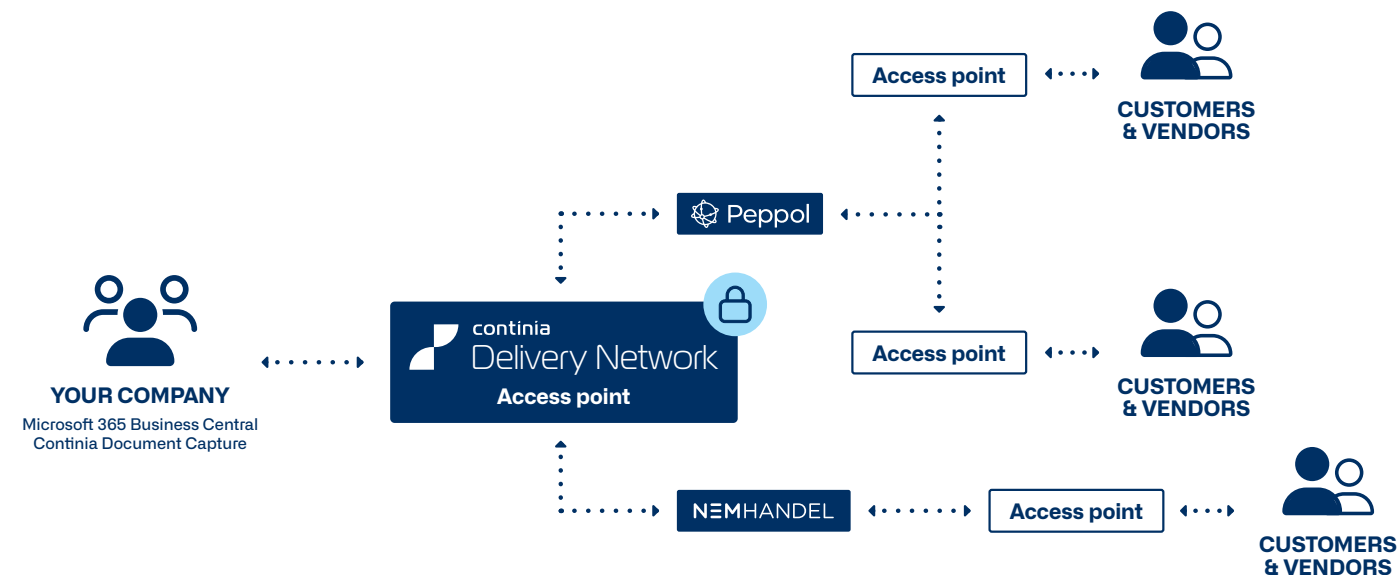 Access point
CUSTOMERS
& VENDORS
Peppol
continia
Delivery Network
Access point
YOUR COMPANY
Microsoft 365 Business Central
Continia Document Capture
Access point
CUSTOMERS
& VENDORS
NEMHANDEL
Access point
CUSTOMERS
& VENDORS